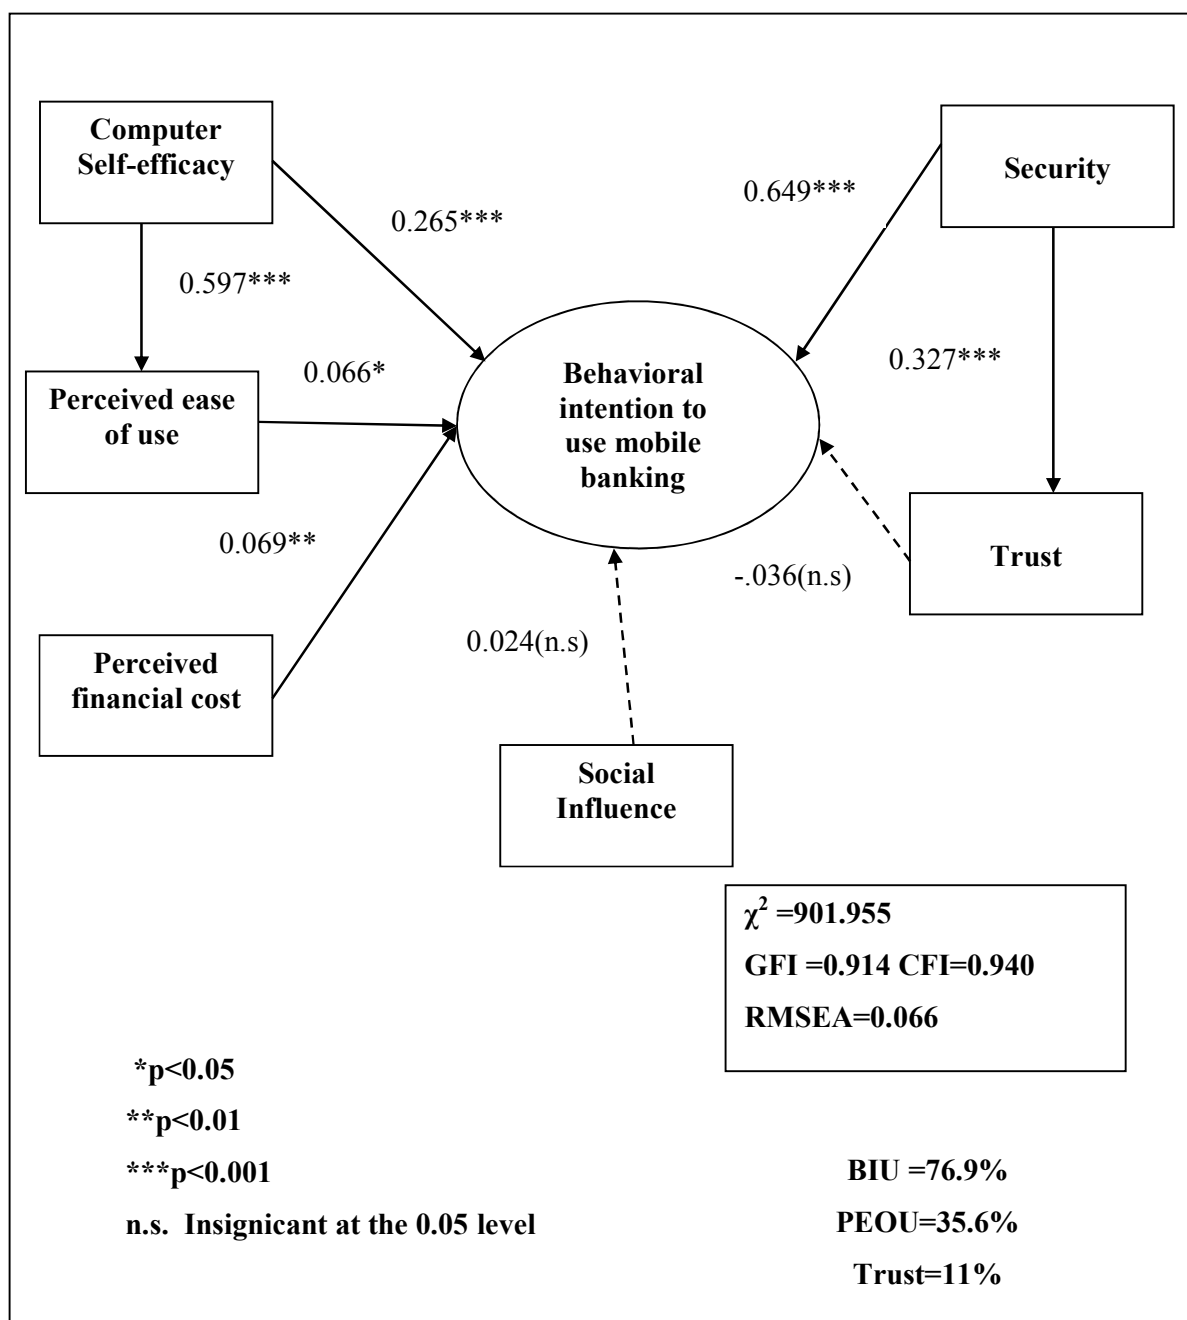 Computer
Self-efficacy
Security
0.649***
0.265***
0.597***
0.327***
0.066*
Behavioral
intention to
use mobile
banking
Perceived ease
of use
0.069**
Trust
-.036(n.s)
0.024(n.s)
Perceived
financial cost
Social
Influence
χ² =901.955
GFI =0.914 CFI=0.940
RMSEA=0.066
*p<0.05
**p<0.01
***p<0.001
n.s. Insignicant at the 0.05 level
BIU =76.9%
PEOU=35.6%
Trust=11%